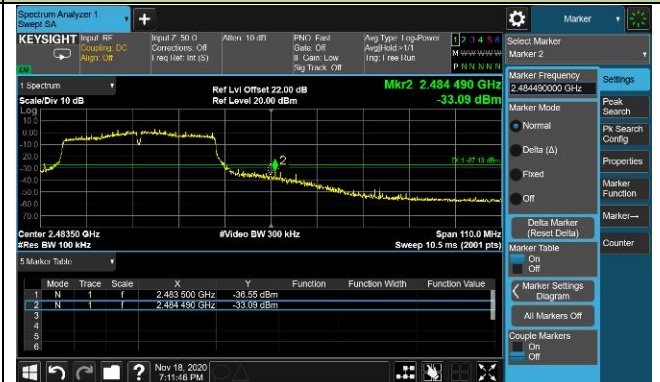 Spectrum Analyzer 1
Swept SA
+
Marker
KEYSIGHT
Input: RF
Coupling: DC
Align: Off
Input Z: 50 Ω
Corrections: Off
Freq Ref: Int (S)
Atten: 10 dB
PNO: Fast
Gate: Off
IF Gain: Low
Sig Track: Off
Avg Type: Log-Power
Avg|Hold:>1/1
Trig: Free Run
1 2 3 4 5 6
M W W W W W
P N N N N N
Select Marker
Marker 2
1 Spectrum
Scale/Div 10 dB
Log
Ref Lvl Offset 22.00 dB
Ref Level 20.00 dBm
Mkr2 2.484 490 GHz
-33.09 dBm
10.0
0.00
-10.0
-20.0
-30.0
-40.0
-50.0
-60.0
-70.0
2
DL1 -27.13 dBm
Center 2.48350 GHz
#Res BW 100 kHz
#Video BW 300 kHz
Span 110.0 MHz
Sweep 10.5 ms (2001 pts)
5 Marker Table
Mode Trace Scale X Y Function Function Width Function Value
1 N 1 f 2.483 500 GHz -36.55 dBm
2 N 1 f 2.484 490 GHz -33.09 dBm
3
4
5
6
Marker Frequency
2.484490000 GHz
Marker Mode
Normal
Delta (Δ)
Fixed
Off
Delta Marker
(Reset Delta)
Marker Table
On
Off
Marker Settings
Diagram
All Markers Off
Couple Markers
On
Off
Settings
Peak
Search
Pk Search
Config
Properties
Marker
Function
Marker→
Counter
?
Nov 18, 2020
7:11:46 PM